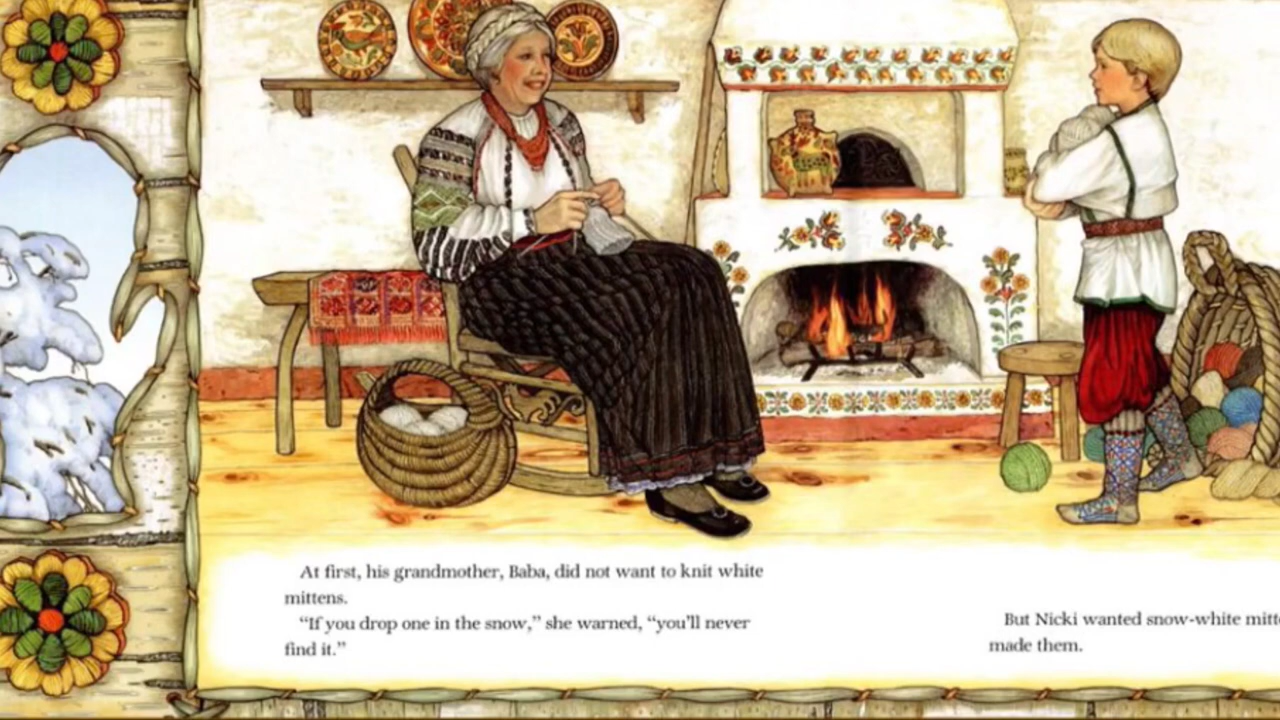 At first, his grandmother, Baba, did not want to knit white
mittens.
“If you drop one in the snow,” she warned, “you’ll never
find it.”
But Nicki wanted snow-white
made them.